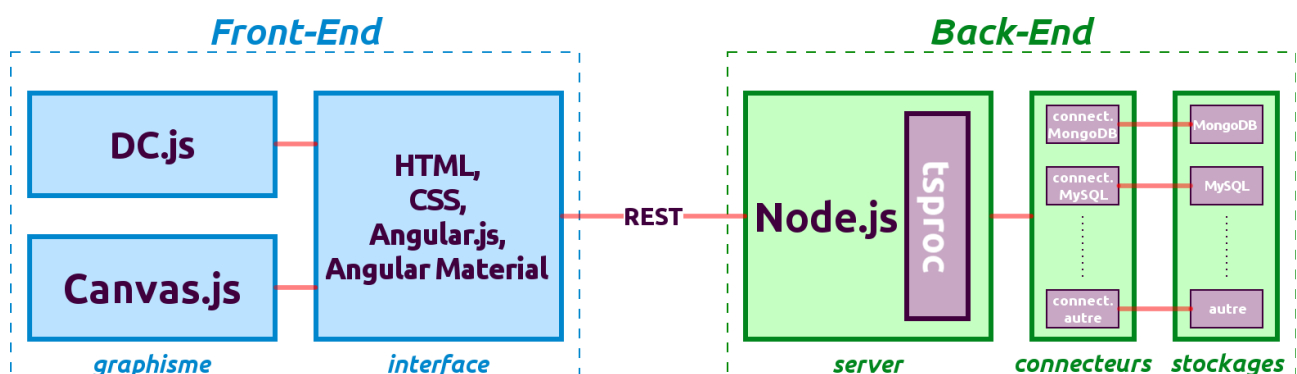 Front-End
Back-End
DC.js
Canvas.js
HTML,
CSS,
Angular.js,
Angular Material
REST
Node.js
tsproc
connect.
MongoDB
MongoDB
connect.
MySQL
MySQL
connect.
autre
autre
graphisme
interface
server
connecteurs
stockages